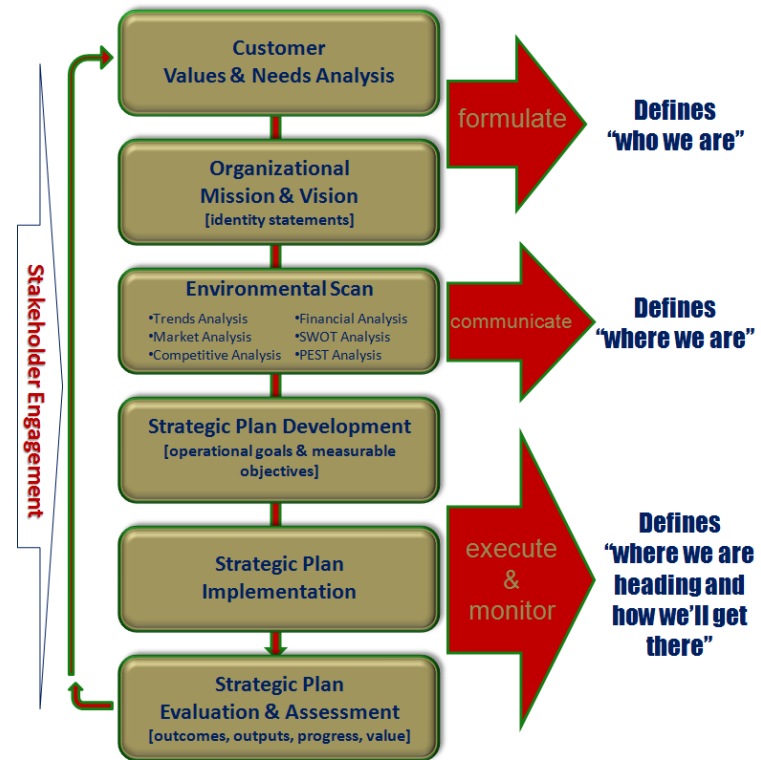 Customer
Values & Needs Analysis
formulate
Defines
“who we are”
Organizational
Mission & Vision
[identity statements]
Environmental Scan
•Trends Analysis
•Market Analysis
•Competitive Analysis
•Financial Analysis
•SWOT Analysis
•PEST Analysis
communicate
Defines
“where we are”
Stakeholder Engagement
Strategic Plan Development
[operational goals & measurable
objectives]
Strategic Plan
Implementation
execute
&
monitor
Defines
“where we are
heading and
how we’ll get
there”
Strategic Plan
Evaluation & Assessment
[outcomes, outputs, progress, value]